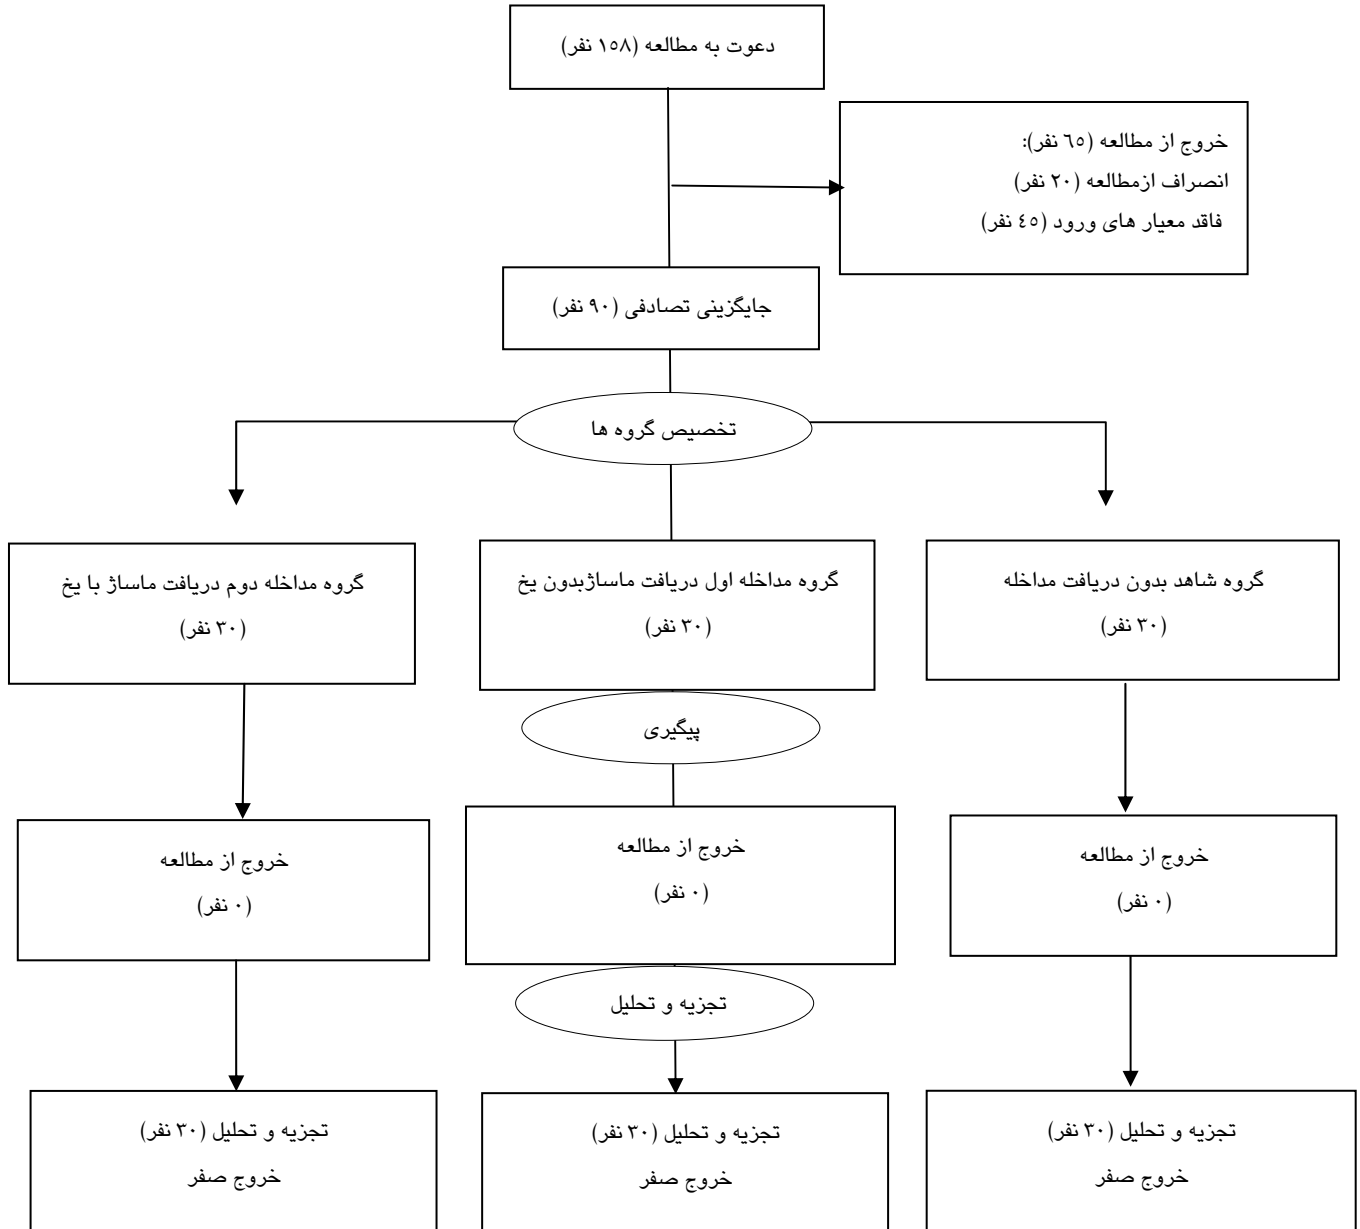 دعوت به مطالعه (۱٥۸ نفر)
خروج از مطالعه (٦٥ نفر):
انصراف ازمطالعه (۲۰ نفر)
فاقد معیار های ورود (٤٥ نفر)
جایگزینی تصادفی (۹۰ نفر)
تخصیص گروه ها
گروه شاهد بدون دریافت مداخله
(۳۰ نفر)
گروه مداخله اول دریافت ماساژبدون یخ
(۳۰ نفر)
گروه مداخله دوم دریافت ماساژ با یخ
(۳۰ نفر)
پیگیری
خروج از مطالعه
(۰ نفر)
خروج از مطالعه
(۰ نفر)
خروج از مطالعه
(۰ نفر)
تجزیه و تحلیل
تجزیه و تحلیل (۳۰ نفر)
خروج صفر
تجزیه و تحلیل (۳۰ نفر)
خروج صفر
تجزیه و تحلیل (۳۰ نفر)
خروج صفر